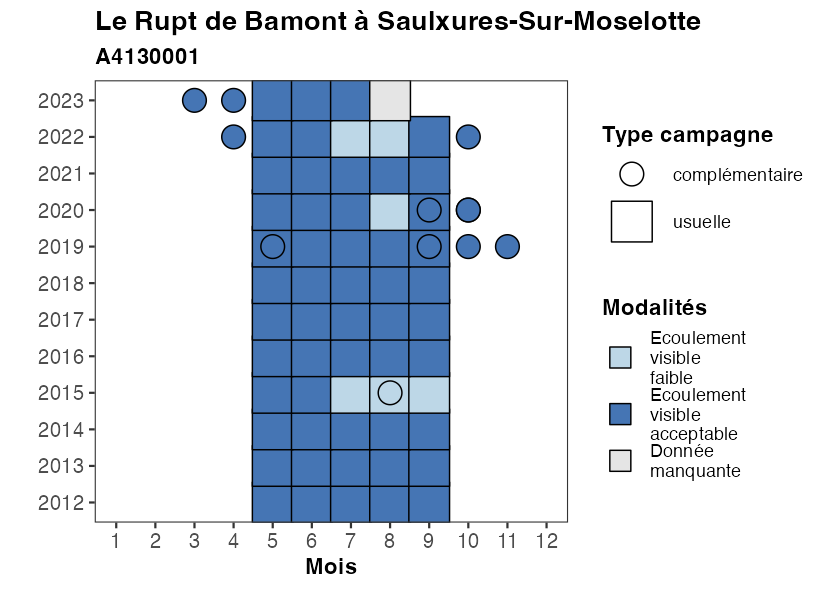 Le Rupt de Bamont à Saulxures-Sur-Moselotte
A4130001
2023
2022
2021
2020
2019
2018
2017
2016
2015
2014
2013
2012
1 2 3 4 5 6 7 8 9 10 11 12
Mois
Type campagne
complémentaire
usuelle
Modalités
Ecoulement
visible
faible
Ecoulement
visible
acceptable
Donnée
manquante